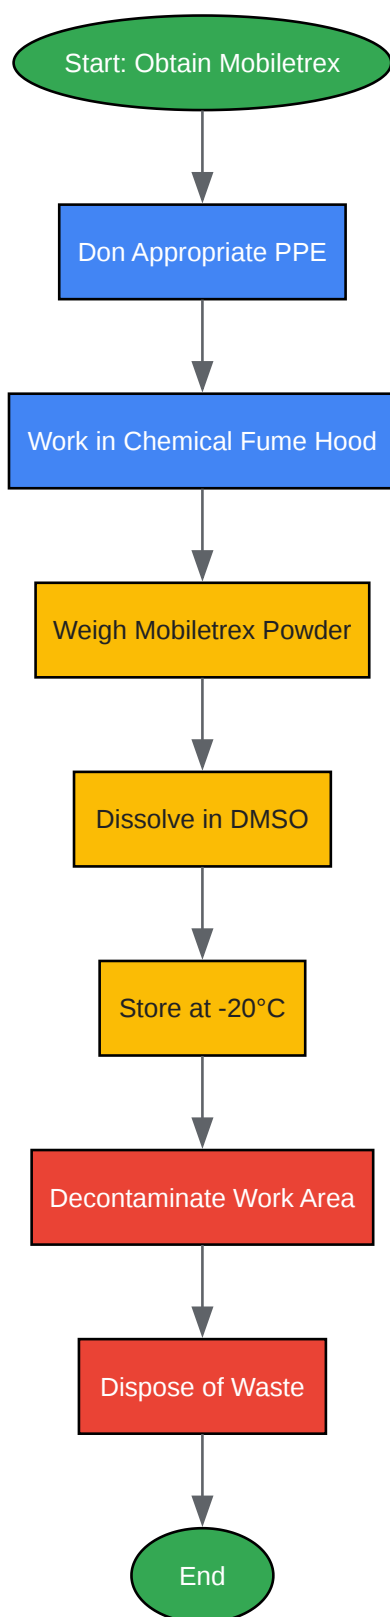 Start: Obtain Mobiletrex
Don Appropriate PPE
Work in Chemical Fume Hood
Weigh Mobiletrex Powder
Dissolve in DMSO
Store at -20°C
Decontaminate Work Area
Dispose of Waste
End